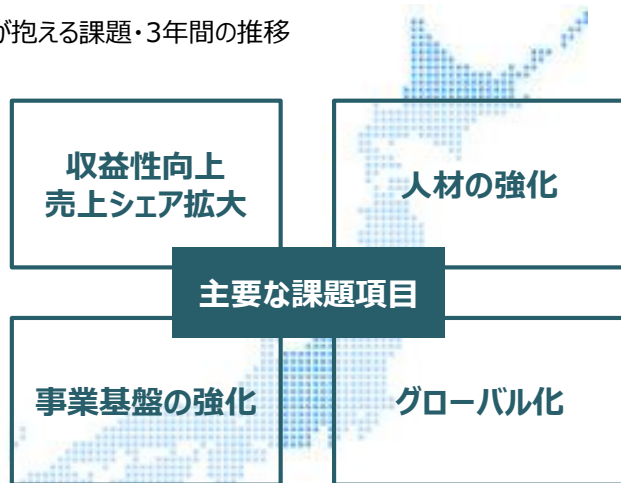 が抱える課題・3年間の推移
収益性向上
売上シェア拡大
人材の強化
主要な課題項目
事業基盤の強化
グローバル化